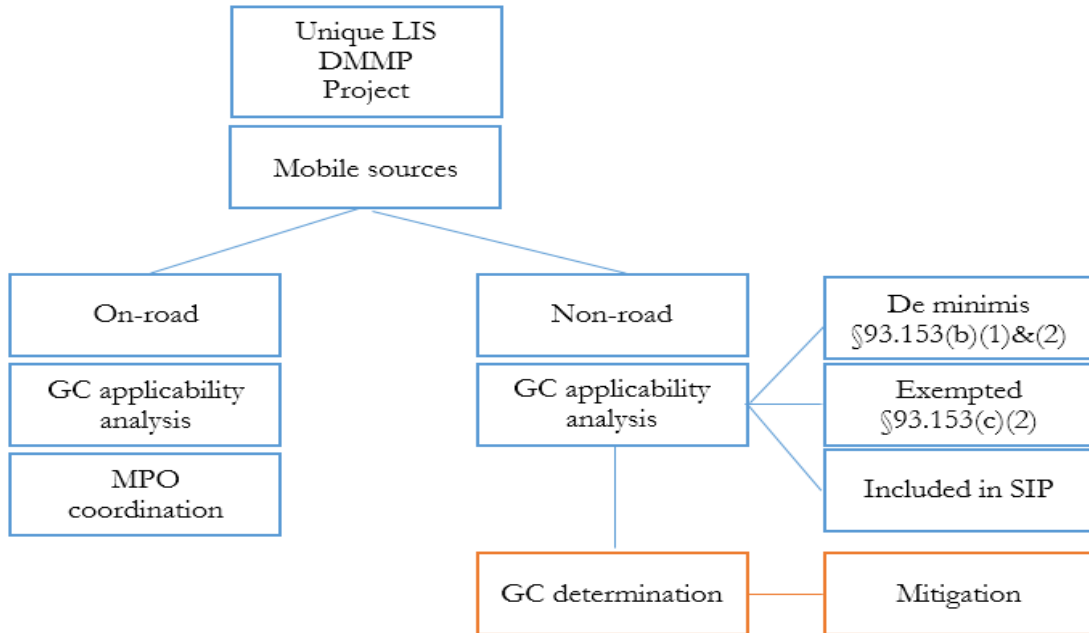 Unique LIS
DMMP
Project
Mobile sources
On-road
GC applicability
analysis
MPO
coordination
Non-road
GC applicability
analysis
De minimis
§93.153(b)(1)&(2)
Exempted
§93.153(c)(2)
Included in SIP
GC determination
Mitigation